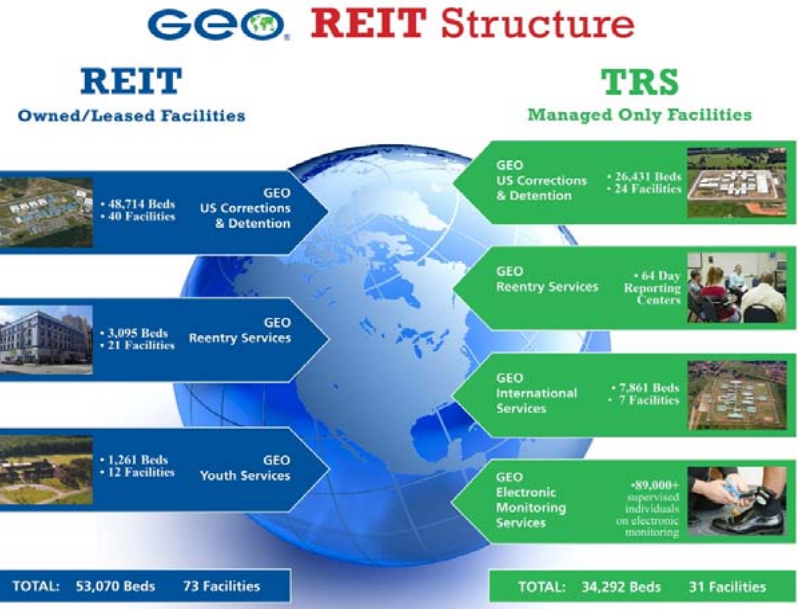 GEO® REIT Structure
REIT
Owned/Leased Facilities
• 48,714 Beds
• 40 Facilities
GEO
US Corrections
& Detention
• 3,095 Beds
• 21 Facilities
GEO
Reentry Services
• 1,261 Beds
• 12 Facilities
GEO
Youth Services
TOTAL: 53,070 Beds 73 Facilities
TRS
Managed Only Facilities
GEO
US Corrections
& Detention
• 26,431 Beds
• 24 Facilities
GEO
Reentry Services
• 64 Day
Reporting
Centers
GEO
International
Services
• 7,861 Beds
• 7 Facilities
GEO
Electronic
Monitoring
Services
•89,000+
supervised
individuals
on electronic
monitoring
TOTAL: 34,292 Beds 31 Facilities